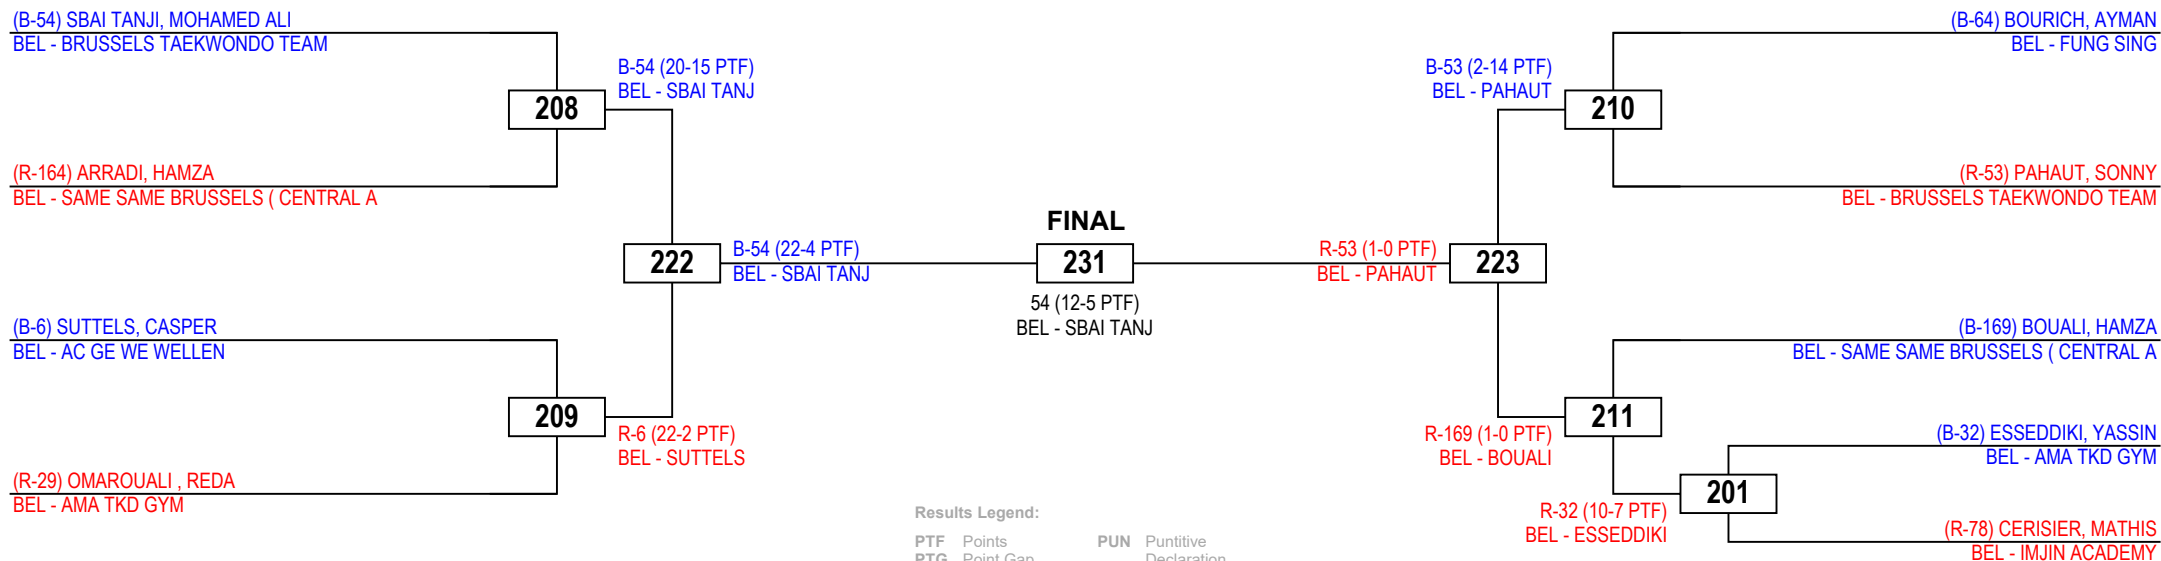 (B-54) SBAI TANJI, MOHAMED ALI
BEL - BRUSSELS TAEKWONDO TEAM
B-54 (20-15 PTF)
BEL - SBAI TANJ
208
(R-164) ARRADI, HAMZA
BEL - SAME SAME BRUSSELS ( CENTRAL A
222
B-54 (22-4 PTF)
BEL - SBAI TANJ
(B-6) SUTTELS, CASPER
BEL - AC GE WE WELLEN
209
R-6 (22-2 PTF)
BEL - SUTTELS
(R-29) OMAROUALI , REDA
BEL - AMA TKD GYM
FINAL
231
54 (12-5 PTF)
BEL - SBAI TANJ
(B-64) BOURICH, AYMAN
BEL - FUNG SING
B-53 (2-14 PTF)
BEL - PAHAUT
210
(R-53) PAHAUT, SONNY
BEL - BRUSSELS TAEKWONDO TEAM
R-53 (1-0 PTF)
BEL - PAHAUT
223
(B-169) BOUALI, HAMZA
BEL - SAME SAME BRUSSELS ( CENTRAL A
211
R-169 (1-0 PTF)
BEL - BOUALI
(B-32) ESSEDDIKI, YASSIN
BEL - AMA TKD GYM
201
R-32 (10-7 PTF)
BEL - ESSEDDIKI
(R-78) CERISIER, MATHIS
BEL - IMJIN ACADEMY
Results Legend:
PTF Points PUN Puntitive
PTG Point Gap Declaration